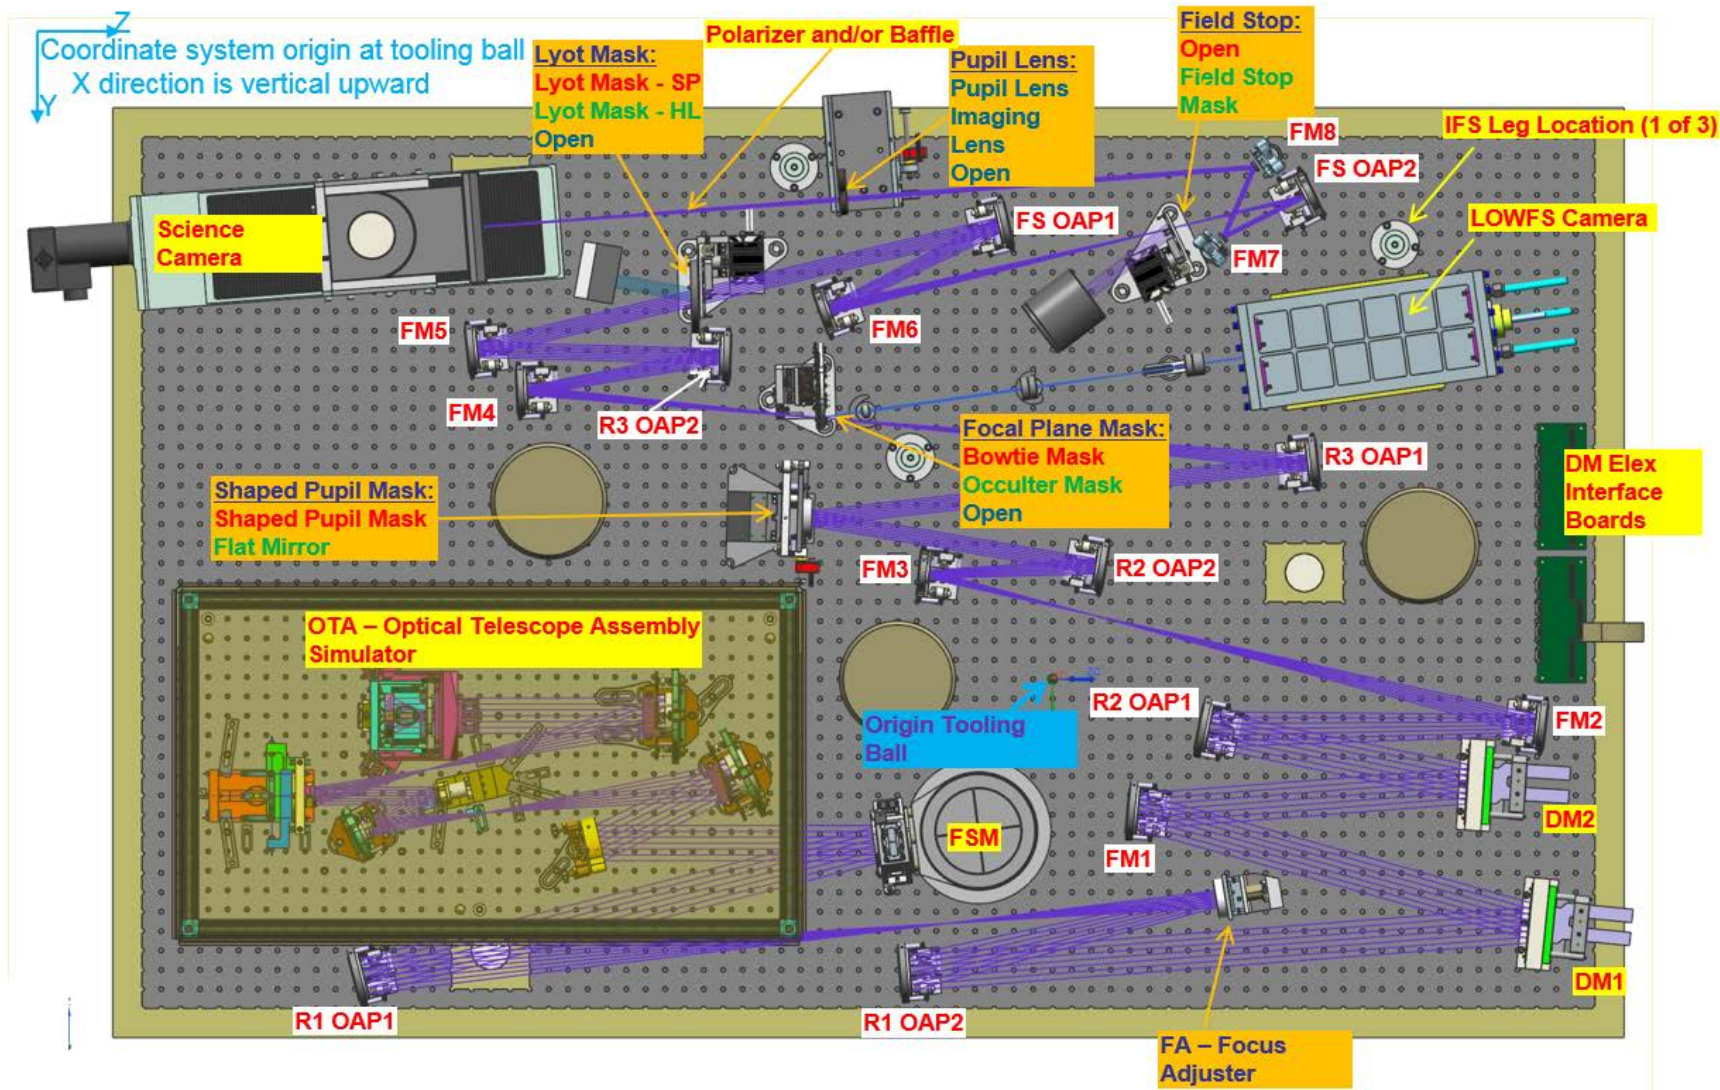 Z
Coordinate system origin at tooling ball
X direction is vertical upward
Y
Lyot Mask:
Lyot Mask - SP
Lyot Mask - HL
Open
Polarizer and/or Baffle
Pupil Lens:
Pupil Lens
Imaging
Lens
Open
Field Stop:
Open
Field Stop
Mask
FM8
IFS Leg Location (1 of 3)
FS OAP2
LOWFS Camera
Science
Camera
FS OAP1
FM7
FM5
FM6
FM4
R3 OAP2
Focal Plane Mask:
Bowtie Mask
Occulter Mask
Open
R3 OAP1
DM Elex
Interface
Boards
Shaped Pupil Mask:
Shaped Pupil Mask
Flat Mirror
FM3
R2 OAP2
OTA – Optical Telescope Assembly
Simulator
R2 OAP1
Origin Tooling
Ball
FM2
FSM
FM1
DM2
DM1
R1 OAP1
R1 OAP2
FA – Focus
Adjuster